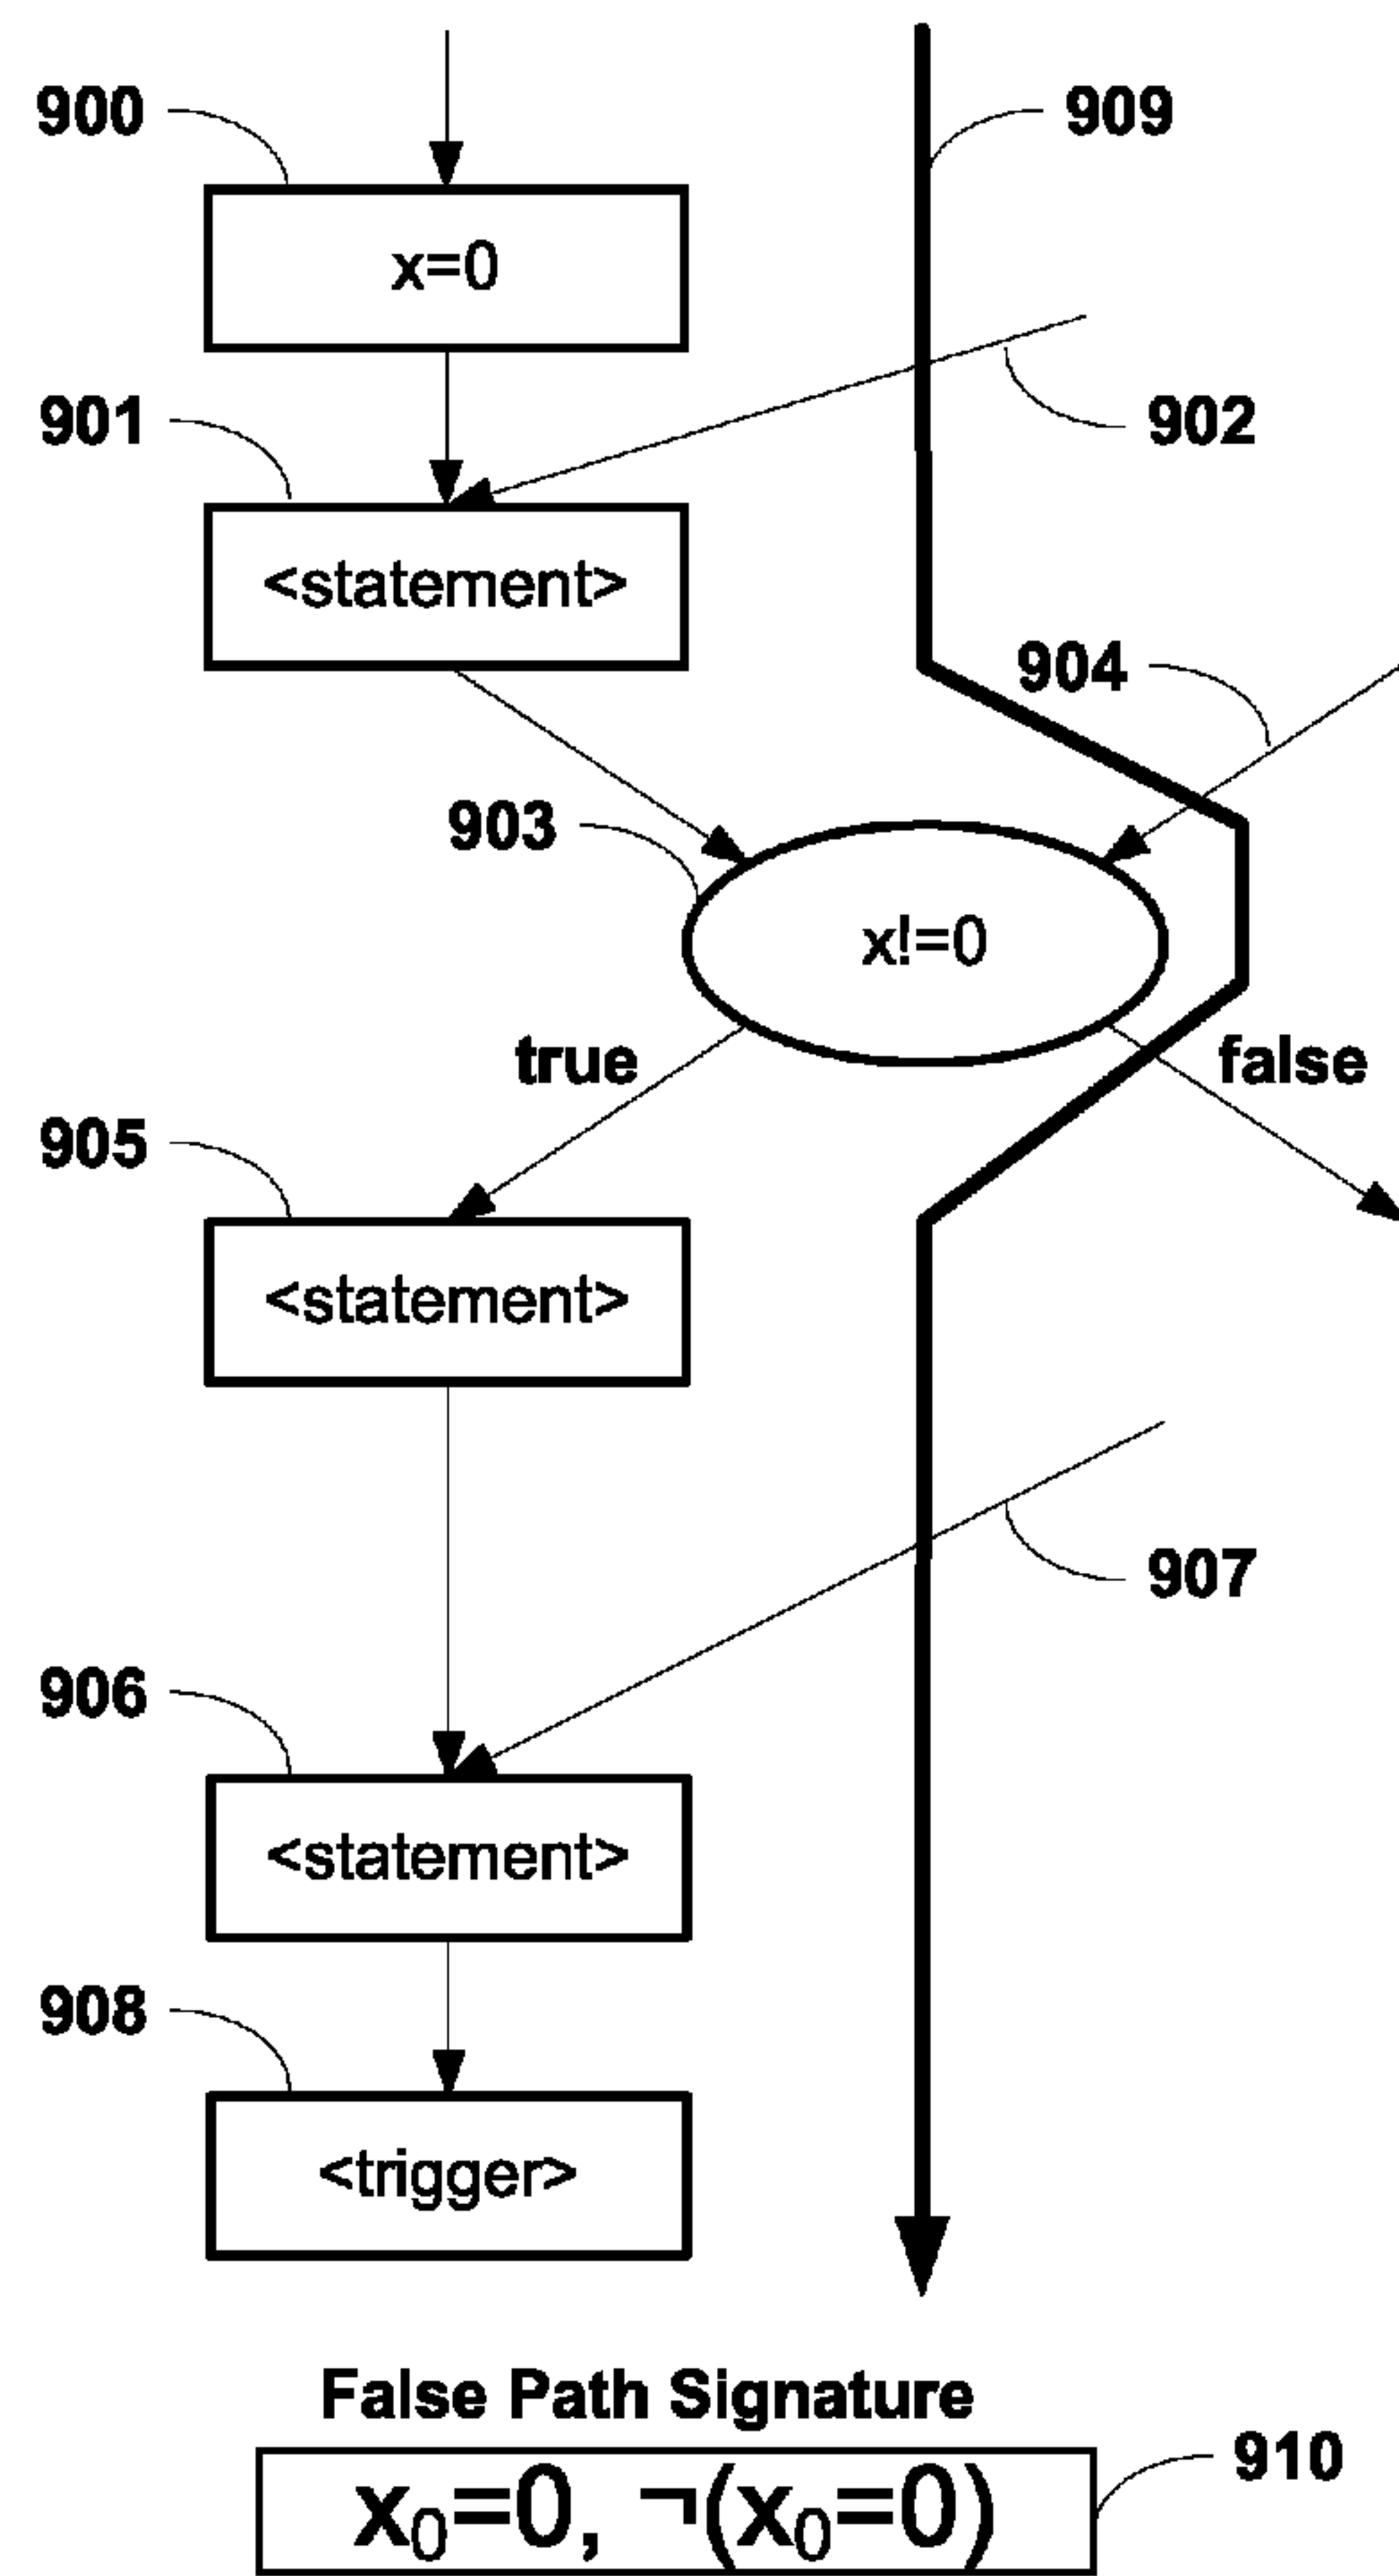 900
909
x=0
902
901
<statement>
904
903
x!=0
true
false
905
<statement>
907
906
<statement>
908
<trigger>
False Path Signature
x₀=0, ¬(x₀=0)
910